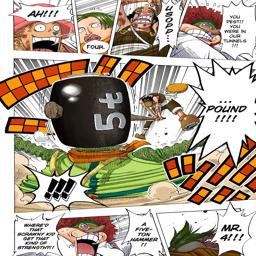 AH!!!
FOUL.
USOPP...
YOU
PEST!!
YOU WERE
IN OUR
TUNNELS
!!!
...
POUND
!!!!
5t
!!!
WHERE'D
THAT
SCRAWNY KID
GET THAT
KIND OF
STRENGTH?!!
A
FIVE-
TON
HAMMER
!!
MR.
4!!!